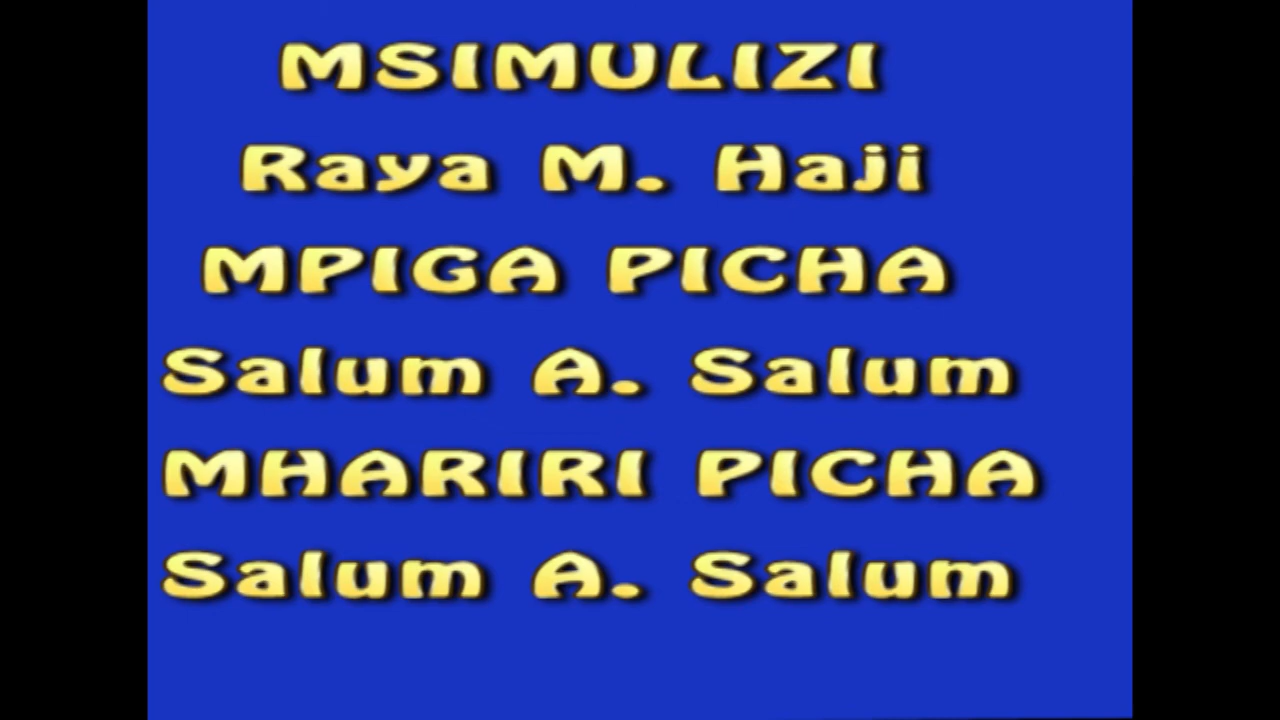 MSIMULIZI
Raya M. Haji
MPIGA PICHA
Salum A. Salum
MHARIRI PICHA
Salum A. Salum